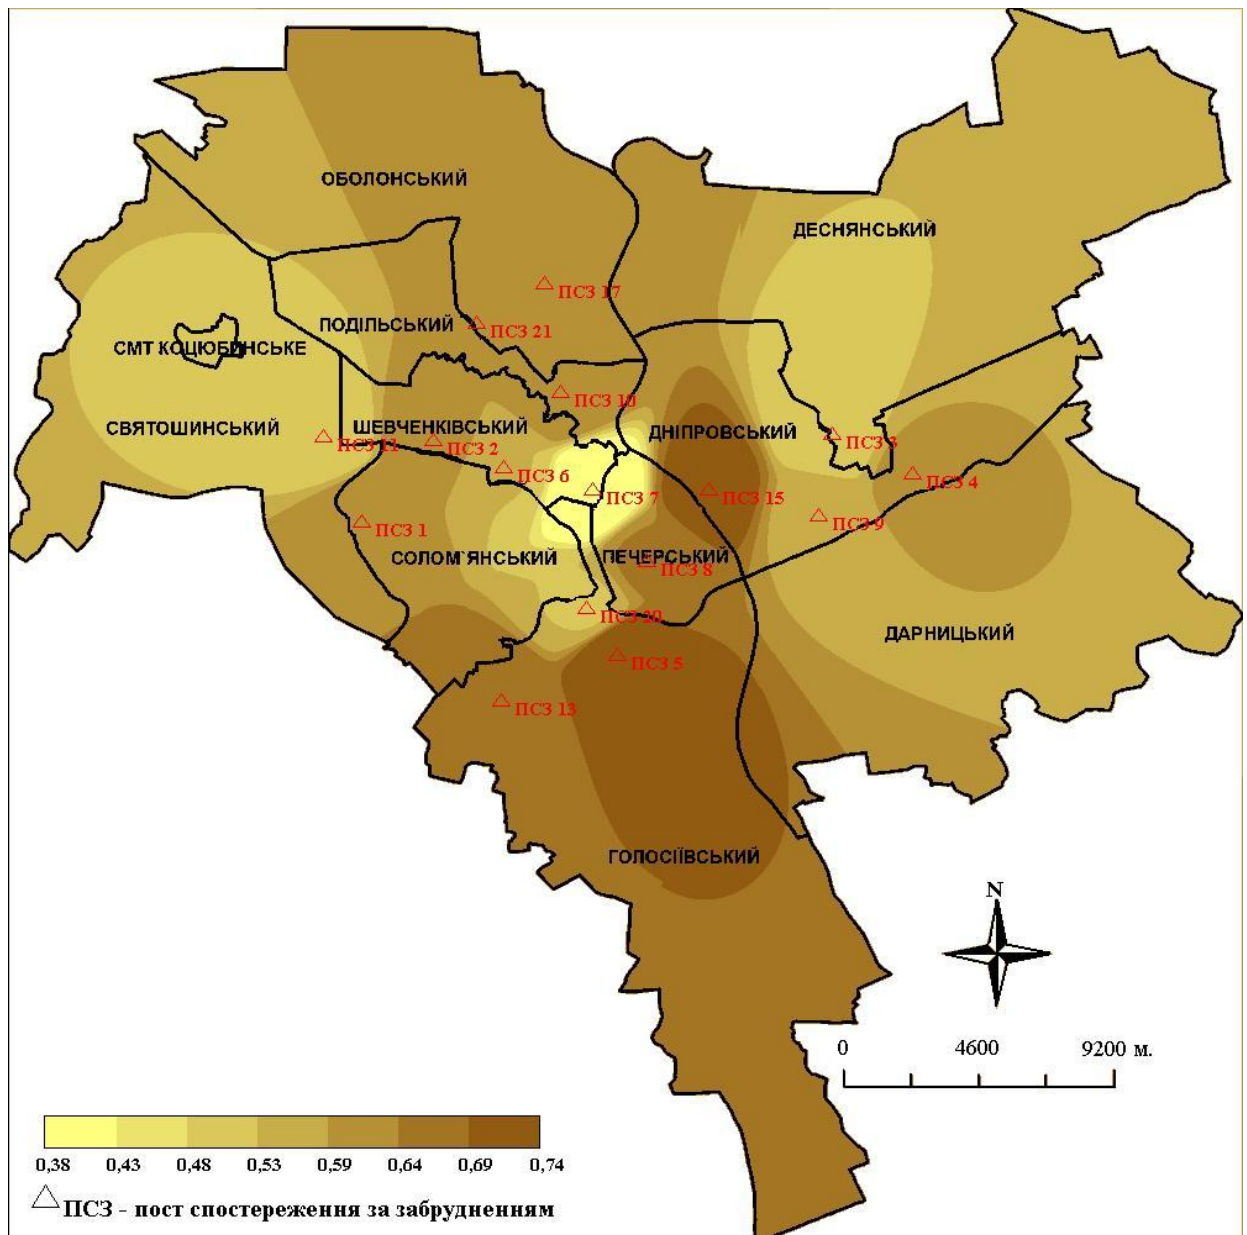 ОБОЛОНСЬКИЙ
ДЕСНЯНСЬКИЙ
ПСЗ 17
ПОДІЛЬСЬКИЙ
ПСЗ 21
СМТ КОЦЮБИНСЬКЕ
ПСЗ 10
СВЯТОШИНСЬКИЙ
ШЕВЧЕНКІВСЬКИЙ
ДНІПРОВСЬКИЙ
ПСЗ 11
ПСЗ 2
ПСЗ 3
ПСЗ 6
ПСЗ 4
ПСЗ 7
ПСЗ 15
ПСЗ 9
ПСЗ 1
СОЛОМ`ЯНСЬКИЙ
ПЕЧЕРСЬКИЙ
ПСЗ 8
ПСЗ 20
ДАРНИЦЬКИЙ
ПСЗ 5
ПСЗ 13
ГОЛОСІЇВСЬКИЙ
N
0 4600 9200 м.
0,38 0,43 0,48 0,53 0,59 0,64 0,69 0,74
ПСЗ - пост спостереження за забрудненням